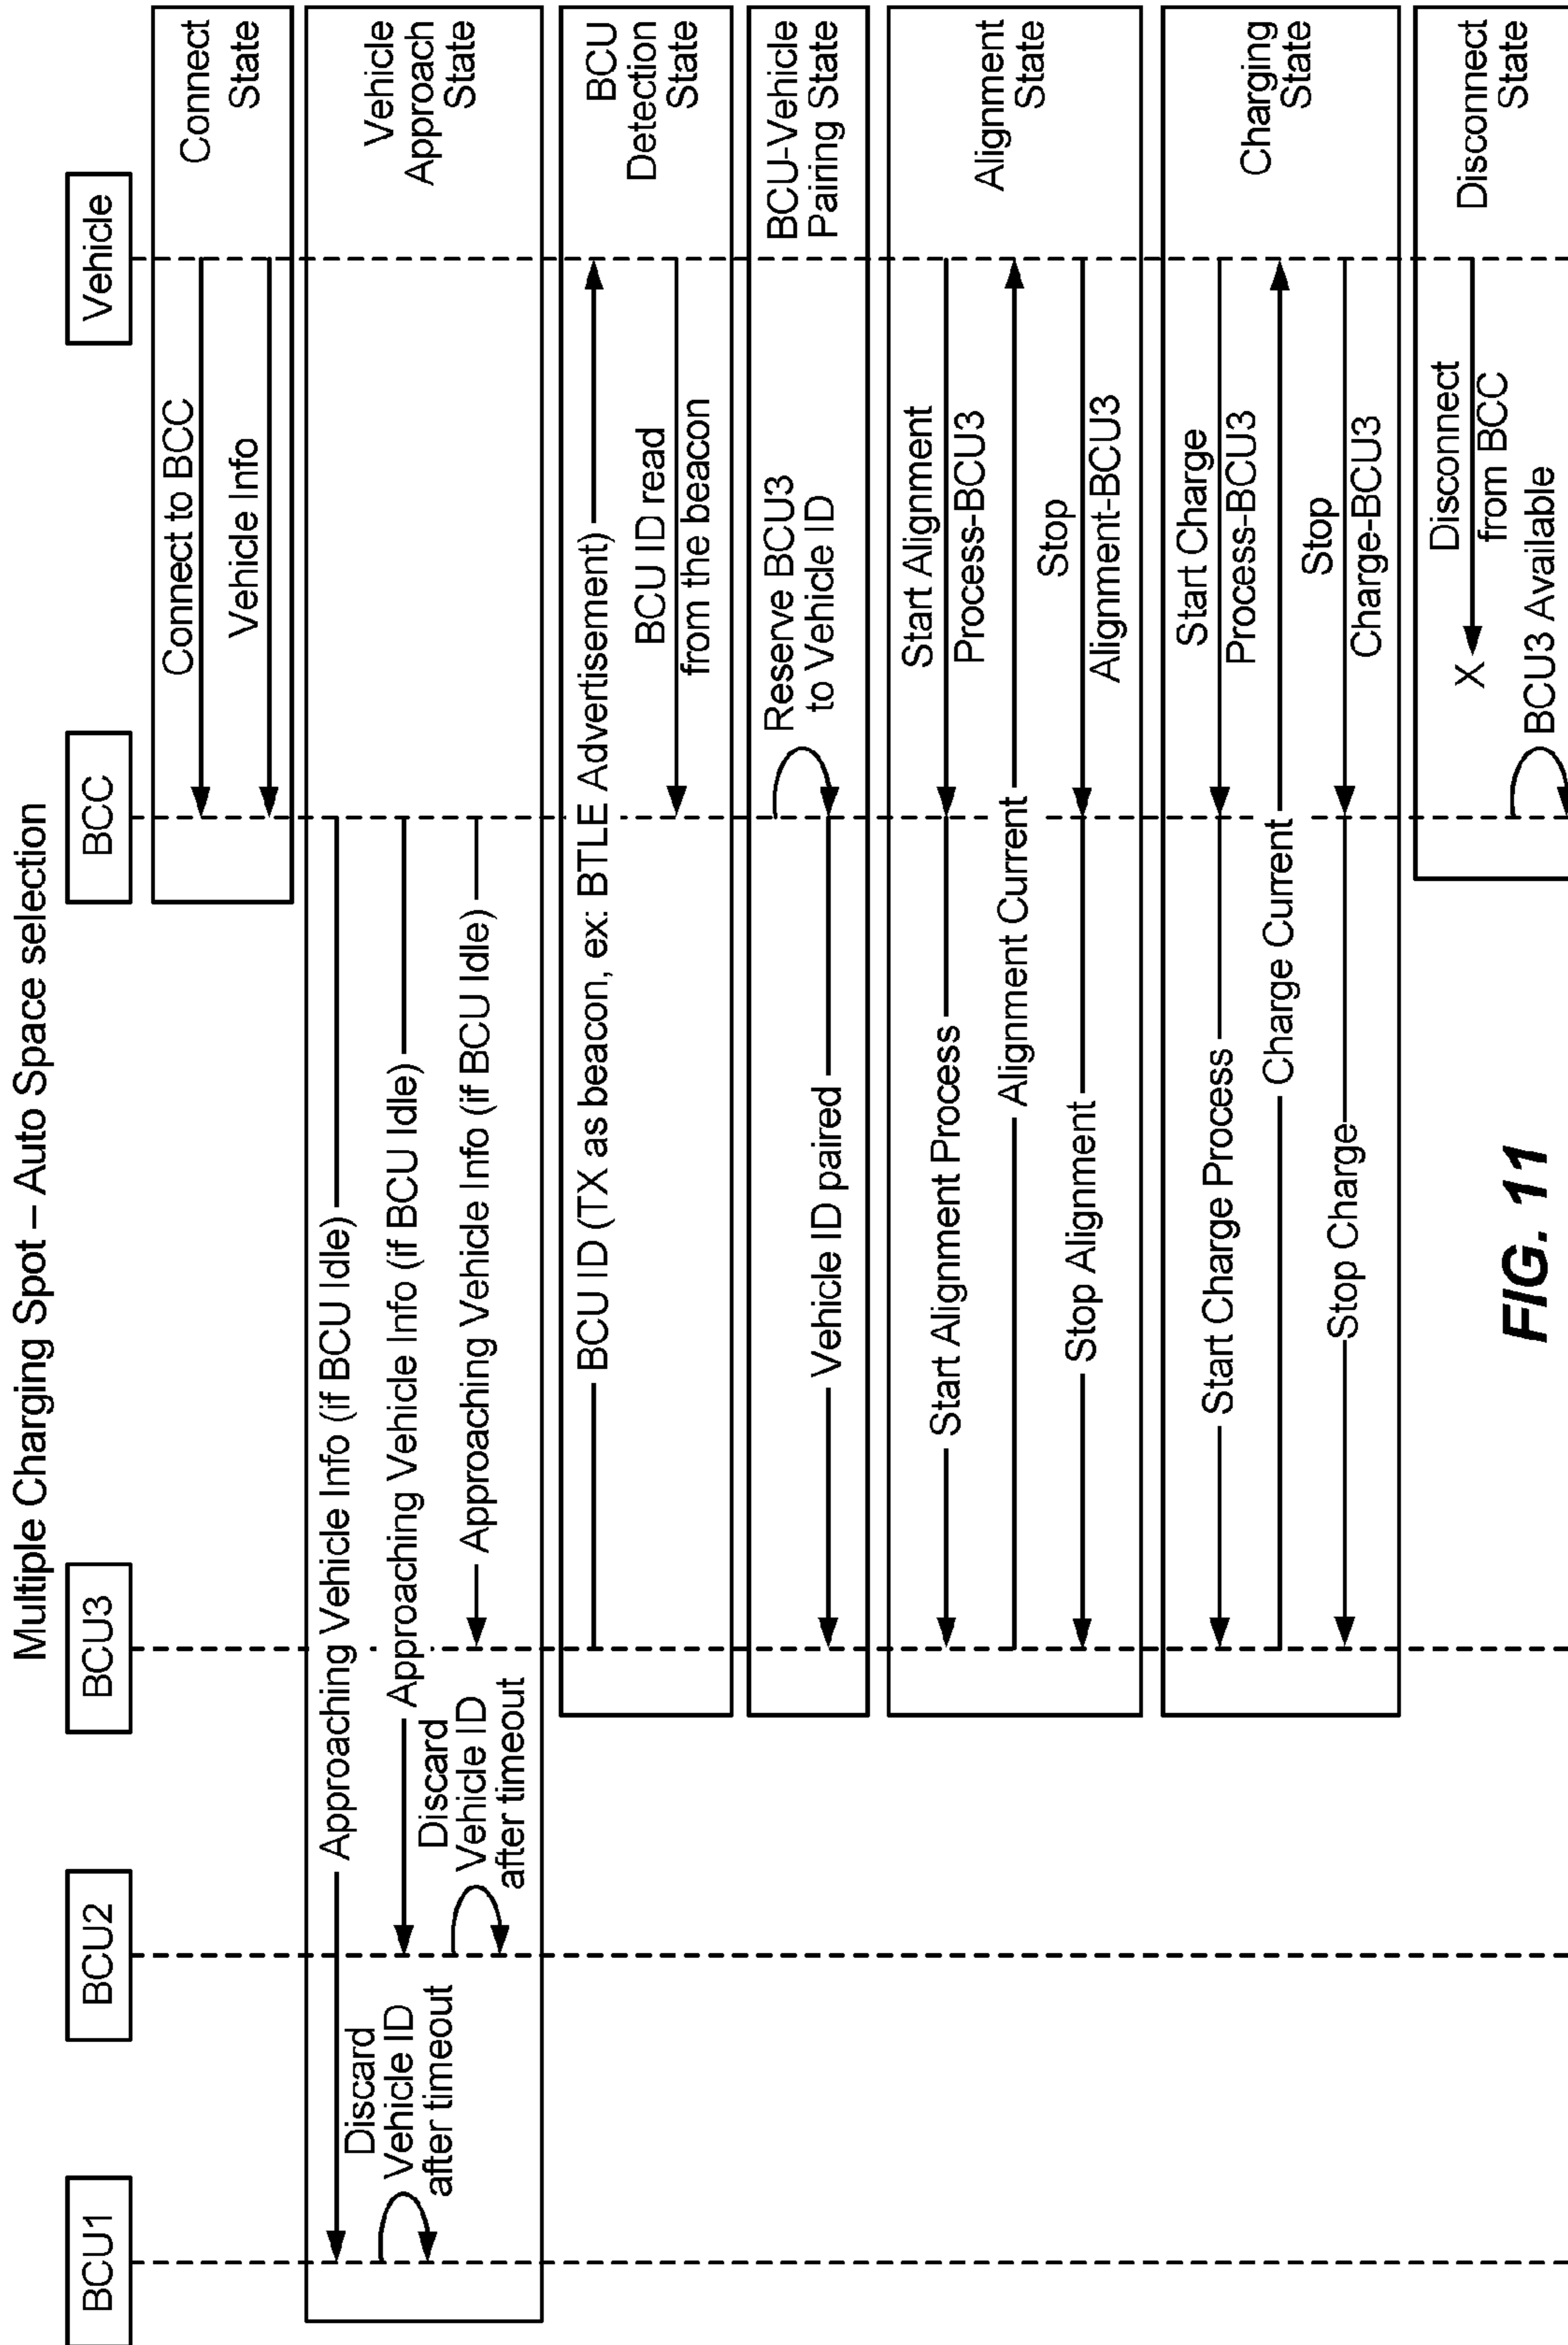 Multiple Charging Spot – Auto Space selection
BCU1
BCU2
BCU3
BCC
Vehicle
Connect to BCC
Vehicle Info
Connect
State
Approaching Vehicle Info (if BCU Idle)
Discard
Vehicle ID
after timeout
Approaching Vehicle Info (if BCU Idle)
Discard
Vehicle ID
after timeout
Approaching Vehicle Info (if BCU Idle)
Vehicle
Approach
State
BCU ID (TX as beacon, ex: BTLE Advertisement)
BCU ID read
from the beacon
BCU
Detection
State
Reserve BCU3
to Vehicle ID
Vehicle ID paired
BCU-Vehicle
Pairing State
Start Alignment
Process-BCU3
Start Alignment Process
Alignment Current
Stop
Alignment-BCU3
Stop Alignment
Alignment
State
Start Charge
Process-BCU3
Start Charge Process
Charge Current
Stop
Charge-BCU3
Stop Charge
Charging
State
Disconnect
from BCC
X
BCU3 Available
Disconnect
State
FIG. 11